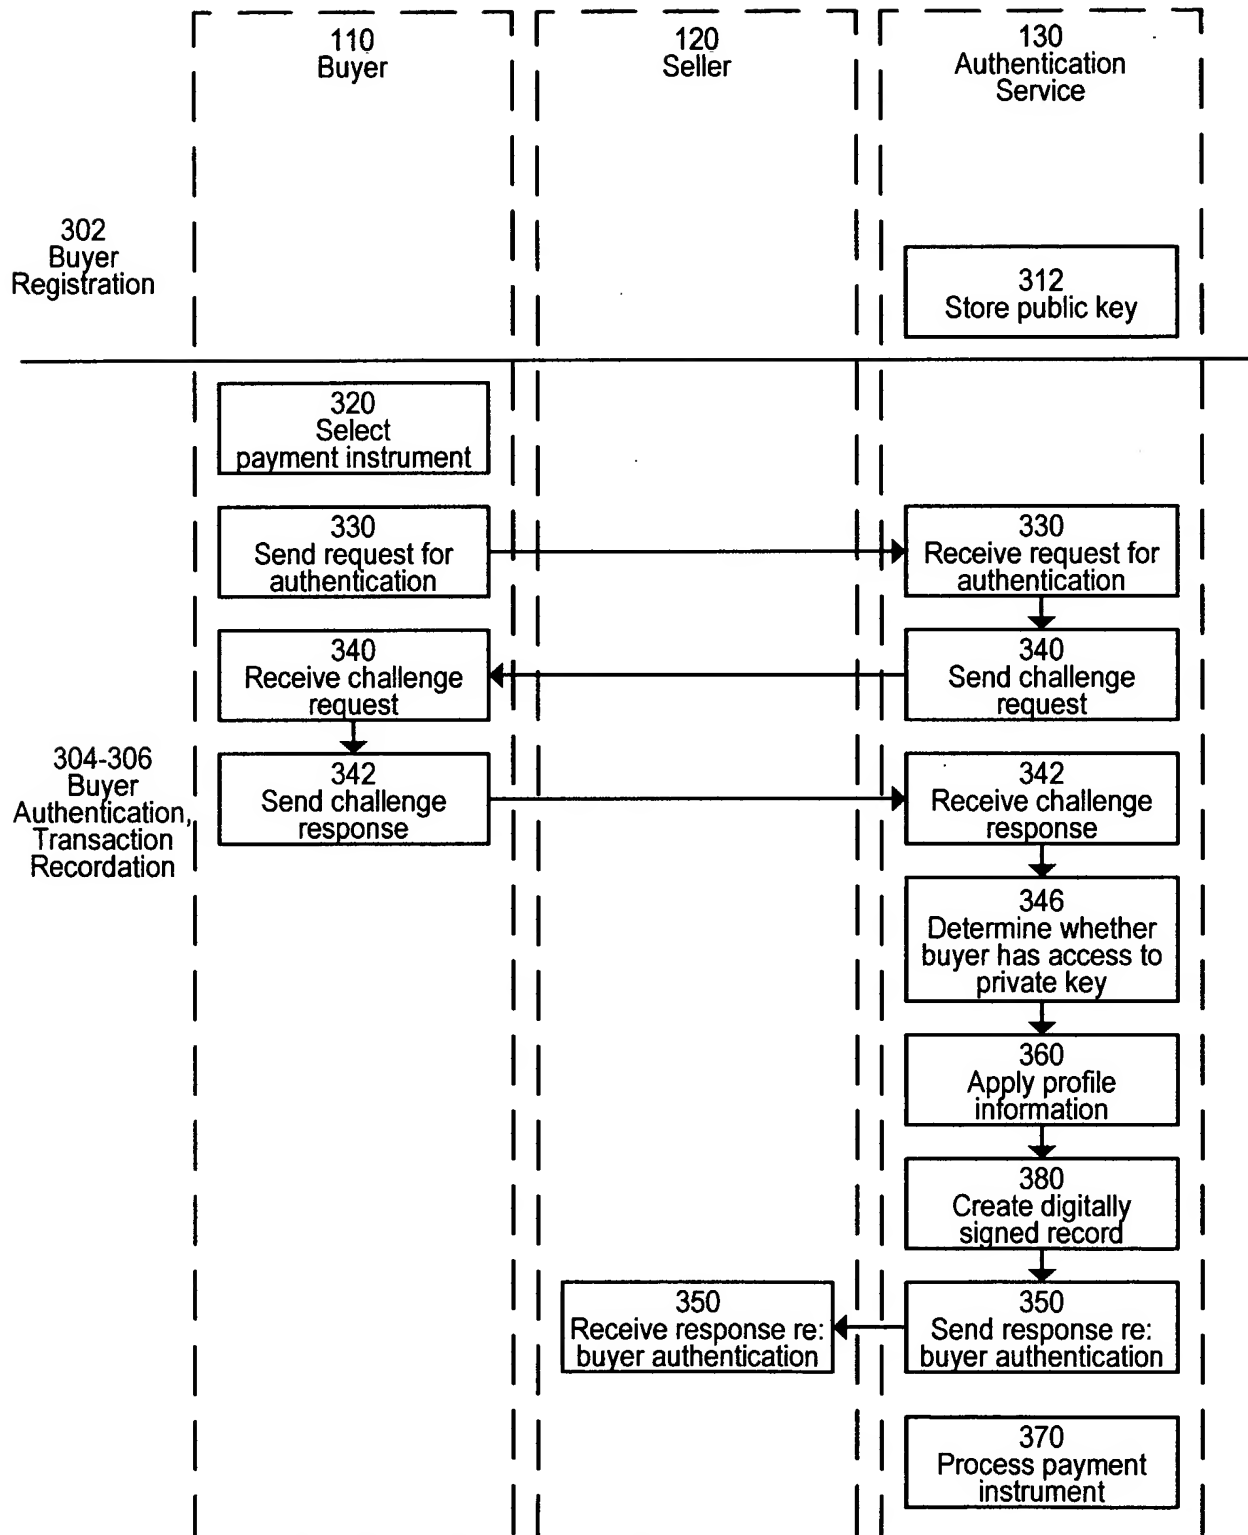 110
Buyer
120
Seller
130
Authentication
Service
302
Buyer
Registration
312
Store public key
320
Select
payment instrument
330
Send request for
authentication
330
Receive request for
authentication
340
Receive challenge
request
340
Send challenge
request
304-306
Buyer
Authentication,
Transaction
Recordation
342
Send challenge
response
342
Receive challenge
response
346
Determine whether
buyer has access to
private key
360
Apply profile
information
380
Create digitally
signed record
350
Receive response re:
buyer authentication
350
Send response re:
buyer authentication
370
Process payment
instrument